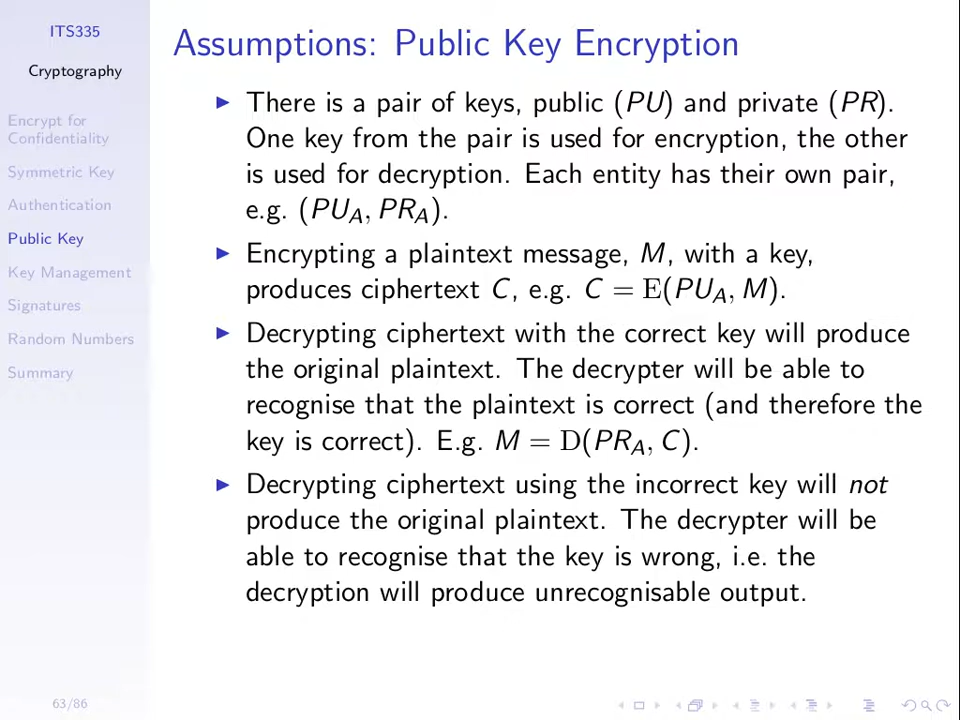 ITS335
Cryptography
Encrypt for
Confidentiality
Symmetric Key
Authentication
Public Key
Key Management
Signatures
Random Numbers
Summary
63/86
Assumptions: Public Key Encryption
▶ There is a pair of keys, public (PU) and private (PR).
One key from the pair is used for encryption, the other
is used for decryption. Each entity has their own pair,
e.g. (PU_A, PR_A).
▶ Encrypting a plaintext message, M, with a key,
produces ciphertext C, e.g. C = E(PU_A, M).
▶ Decrypting ciphertext with the correct key will produce
the original plaintext. The decrypter will be able to
recognise that the plaintext is correct (and therefore the
key is correct). E.g. M = D(PR_A, C).
▶ Decrypting ciphertext using the incorrect key will not
produce the original plaintext. The decrypter will be
able to recognise that the key is wrong, i.e. the
decryption will produce unrecognisable output.